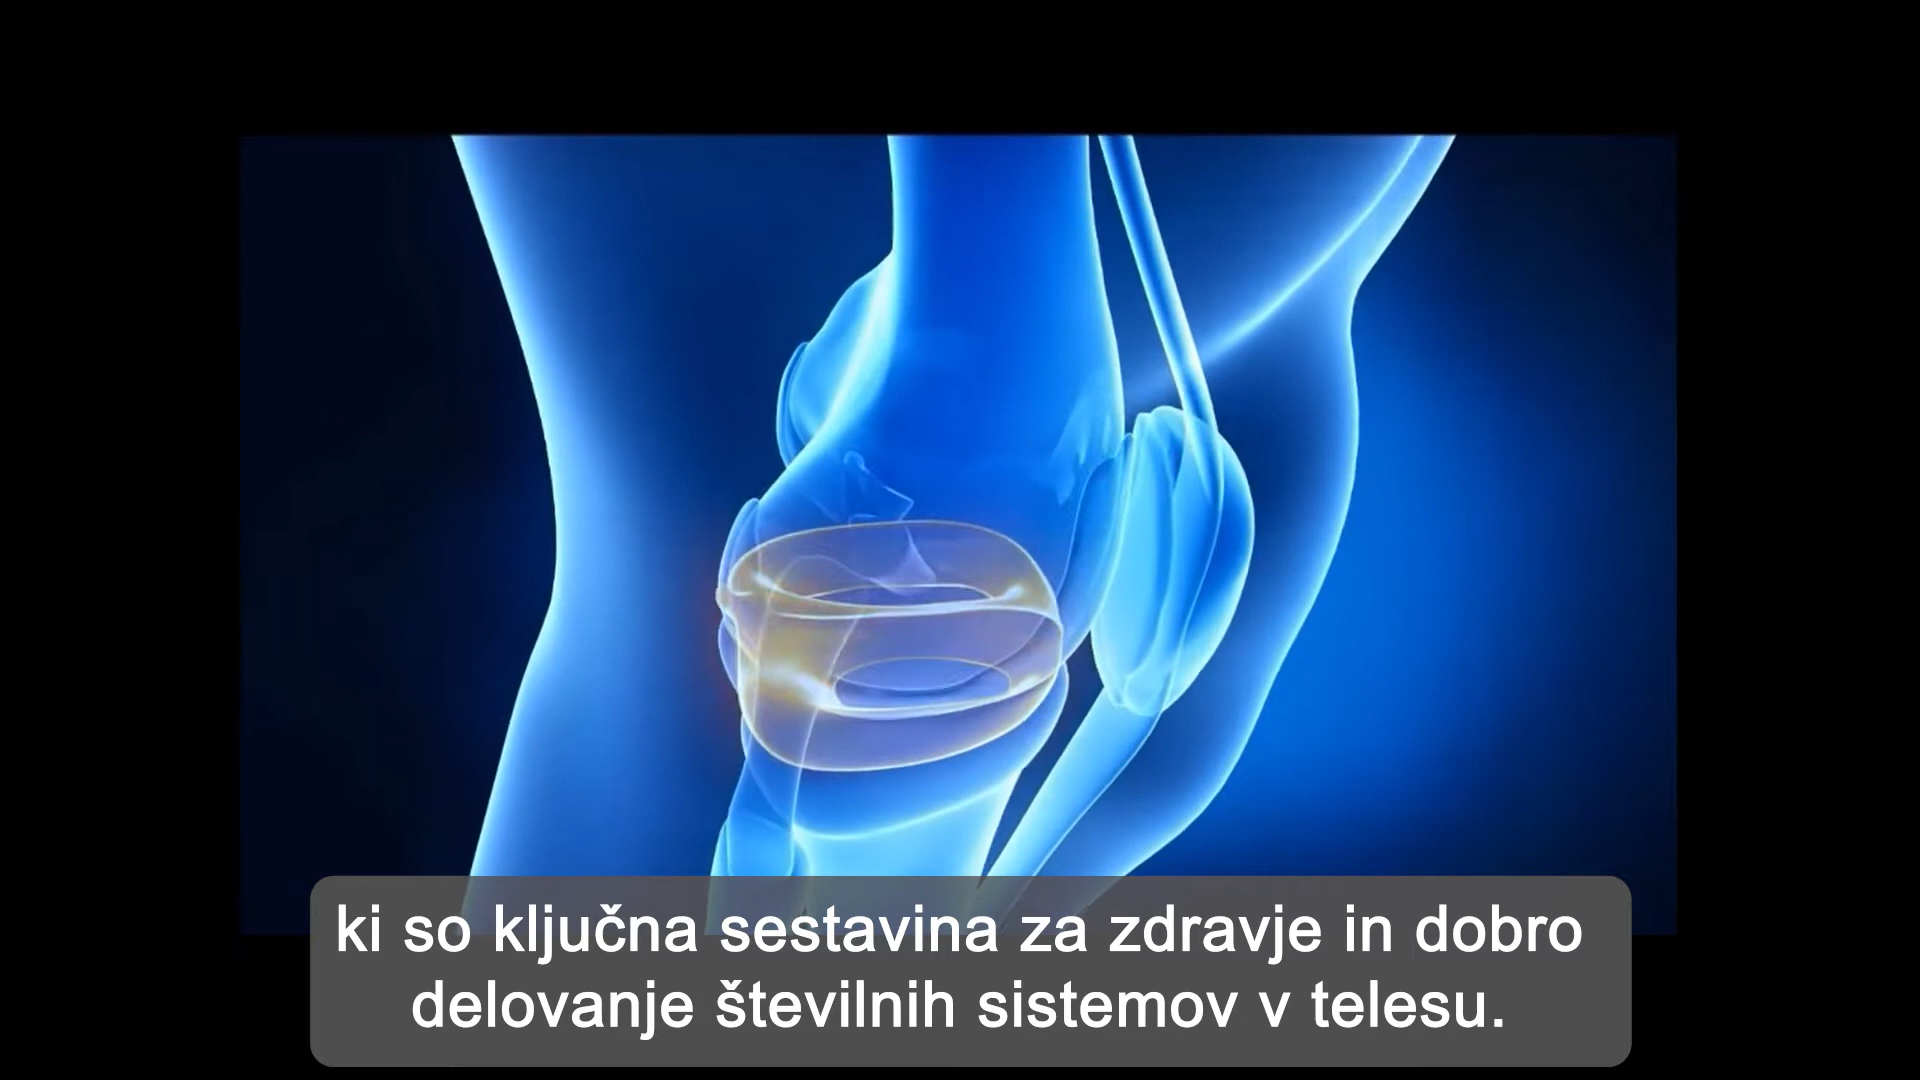 ki so ključna sestavina za zdravje in dobro
delovanje številnih sistemov v telesu.